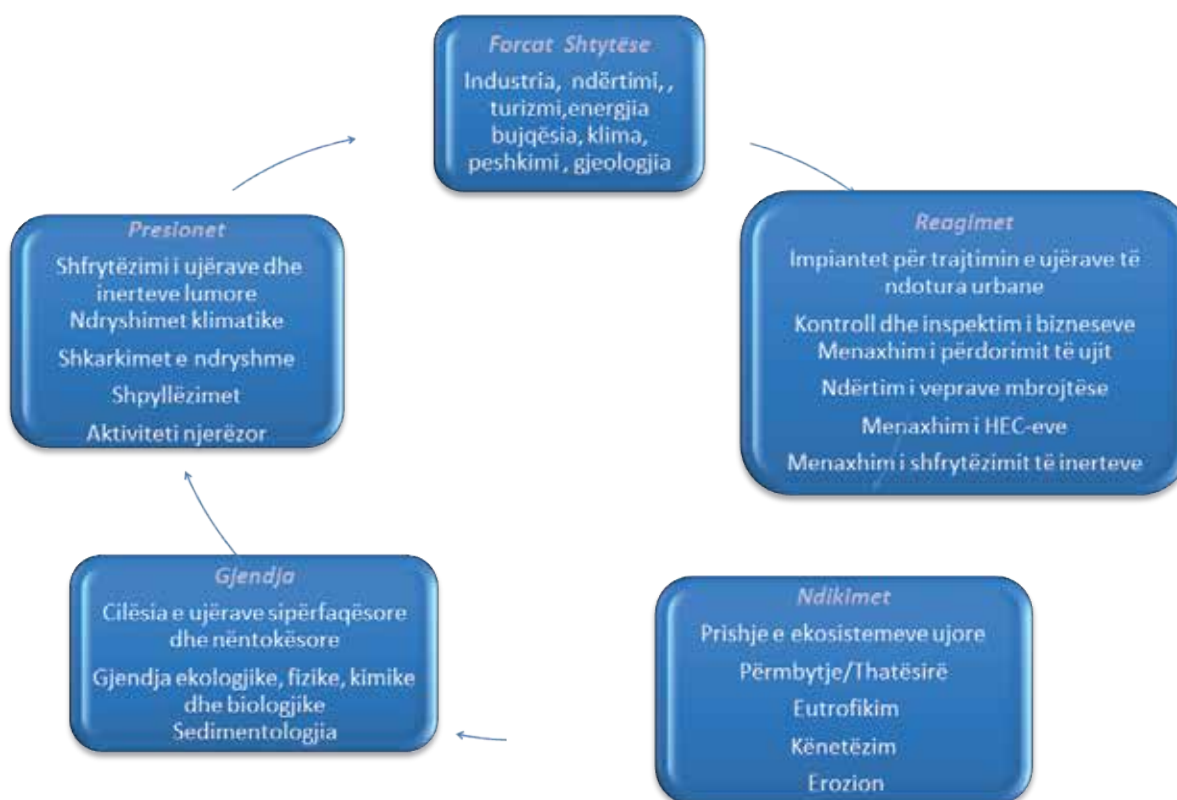 Forcat Shtytëse
Industria, ndërtimi,,
turizmi,energjia
bujqësia, klima,
peshkimi , gjeologjia
Reagimet
Impiantet për trajtimin e ujërave të
ndotura urbane
Kontroll dhe inspektim i bizneseve
Menaxhim i përdorimit të ujit
Ndërtim i veprave mbrojtëse
Menaxhim i HEC-eve
Menaxhim i shfrytëzimit të inerteve
Ndikimet
Prishje e ekosistemeve ujore
Përmbytje/Thatësirë
Eutrofikim
Kënetëzim
Erozion
Gjendja
Cilësia e ujërave sipërfaqësore
dhe nëntokësore
Gjendja ekologjike, fizike, kimike
dhe biologjike
Sedimentologjia
Presionet
Shfrytëzimi i ujërave dhe
inerteve lumore
Ndryshimet klimatike
Shkarkimet e ndryshme
Shpyllëzimet
Aktiviteti njerëzor